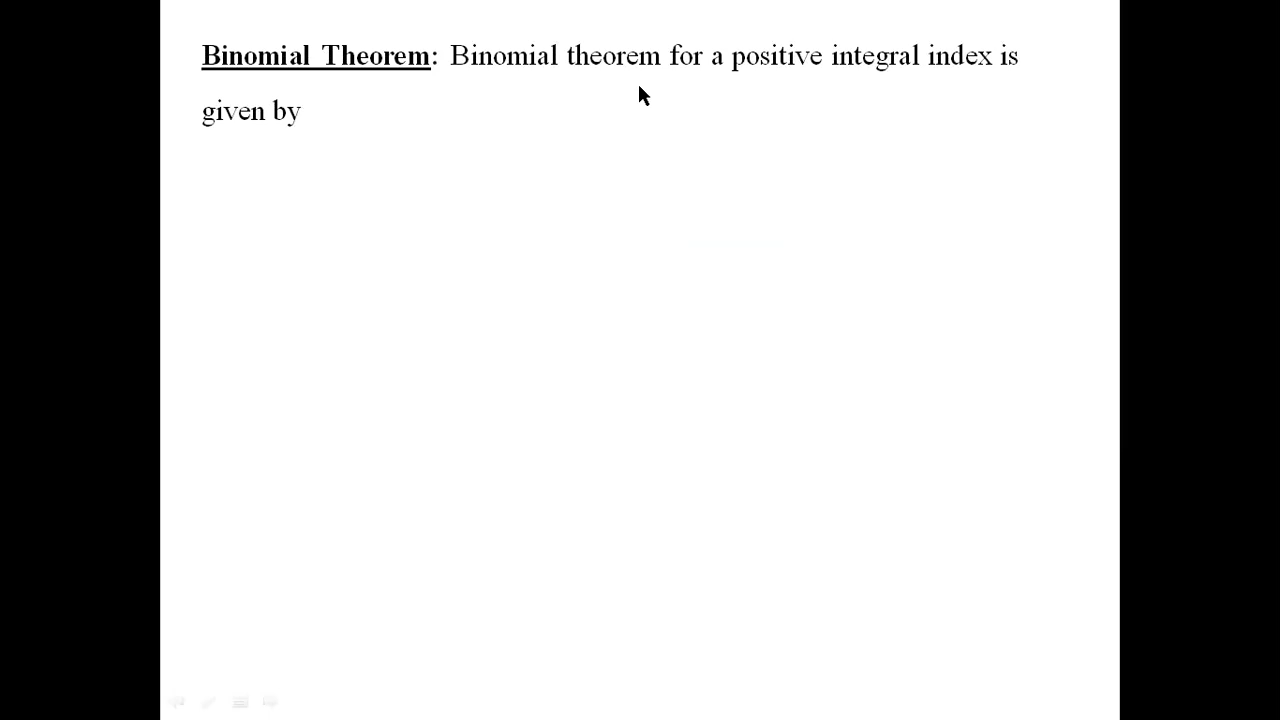 Binomial Theorem: Binomial theorem for a positive integral index is
given by